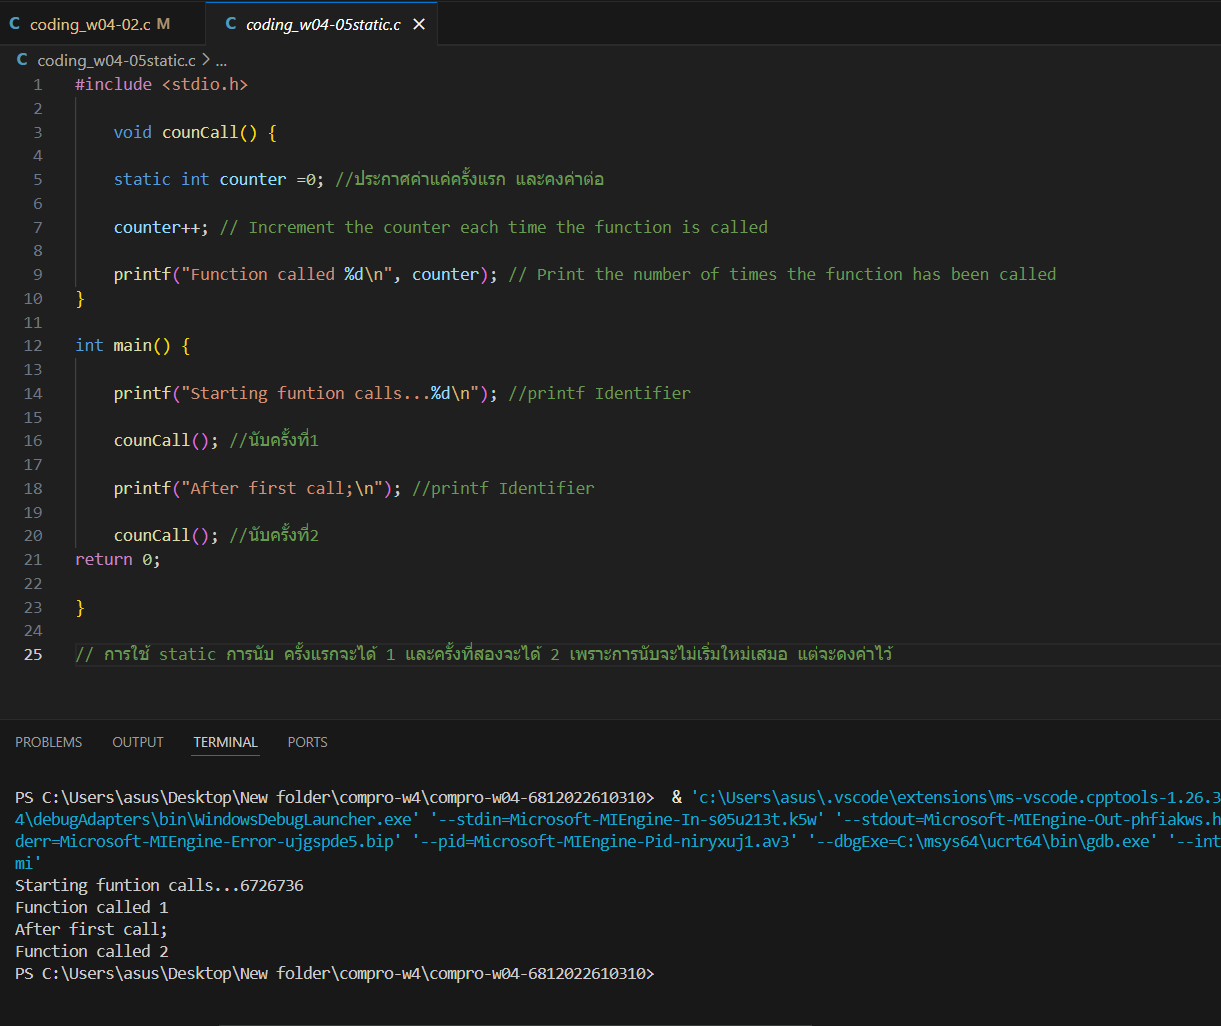 C coding_w04-02.c M
C coding_w04-05static.c ×
C coding_w04-05static.c > ...
1 #include <stdio.h>
2
3 void counCall() {
4
5 static int counter =0; //ประกาศค่าแค่ครั้งแรก และคงค่าต่อ
6
7 counter++; // Increment the counter each time the function is called
8
9 printf("Function called %d\n", counter); // Print the number of times the function has been called
10 }
11
12 int main() {
13
14 printf("Starting funtion calls...%d\n"); //printf Identifier
15
16 counCall(); //นับครั้งที่1
17
18 printf("After first call;\n"); //printf Identifier
19
20 counCall(); //นับครั้งที่2
21 return 0;
22
23 }
24
25 // การใช้ static การนับ ครั้งแรกจะได้ 1 และครั้งที่สองจะได้ 2 เพราะการนับจะไม่เริ่มใหม่เสมอ แต่จะดงค่าไว้
PROBLEMS OUTPUT TERMINAL PORTS
PS C:\Users\asus\Desktop\New folder\compro-w4\compro-w04-6812022610310> & 'c:\Users\asus\.vscode\extensions\ms-vscode.cpptools-1.26.3
4\debugAdapters\bin\WindowsDebugLauncher.exe' '--stdin=Microsoft-MIEngine-In-s05u213t.k5w' '--stdout=Microsoft-MIEngine-Out-phfiakws.h
derr=Microsoft-MIEngine-Error-ujgspde5.bip' '--pid=Microsoft-MIEngine-Pid-niryxuj1.av3' '--dbgExe=C:\msys64\ucrt64\bin\gdb.exe' '--int
mi'
Starting funtion calls...6726736
Function called 1
After first call;
Function called 2
PS C:\Users\asus\Desktop\New folder\compro-w4\compro-w04-6812022610310>